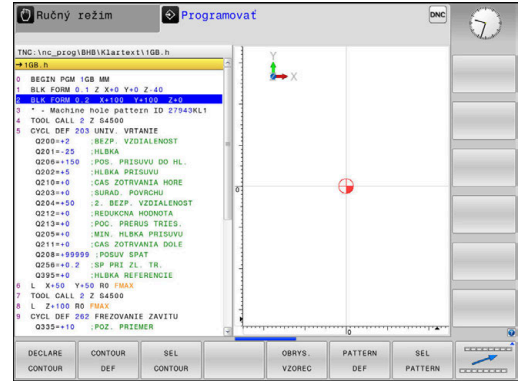 Ručný režim
Programovať
DNC
TNC:\nc_prog\BHB\Klartext\1GB.h
→1GB.h
0 BEGIN PGM 1GB MM
1 BLK FORM 0.1 Z X+0 Y+0 Z-40
2 BLK FORM 0.2 X+100 Y+100 Z+0
3 * - Machine hole pattern ID 27943KL1
4 TOOL CALL 2 Z S4500
5 CYCL DEF 203 UNIV. VRTANIE
Q200=+2 ;BEZP. VZDIALENOST
Q201=-25 ;HLBKA
Q206=+150 ;POS. PRISUVU DO HL.
Q202=+5 ;HLBKA PRISUVU
Q210=+0 ;CAS ZOTRVANIA HORE
Q203=+0 ;SURAD. POVRCHU
Q204=+50 ;2. BEZP. VZDIALENOST
Q212=+0 ;REDUKCNA HODNOTA
Q213=+0 ;POC. PRERUS TRIES.
Q205=+0 ;MIN. HLBKA PRISUVU
Q211=+0 ;CAS ZOTRVANIA DOLE
Q208=+99999 ;POSUV SPAT
Q256=+0.2 ;SP PRI ZL. TR.
Q395=+0 ;HLBKA REFERENCIE
6 L X+50 Y+50 R0 FMAX
7 TOOL CALL 2 Z S4500
8 L Z+100 R0 FMAX
9 CYCL DEF 262 FREZOVANIE ZAVITU
Q335=+10 ;POZ. PRIEMER
Y
X
0
0
DECLARE CONTOUR
CONTOUR DEF
SEL CONTOUR
OBRYS. VZOREC
PATTERN DEF
SEL PATTERN